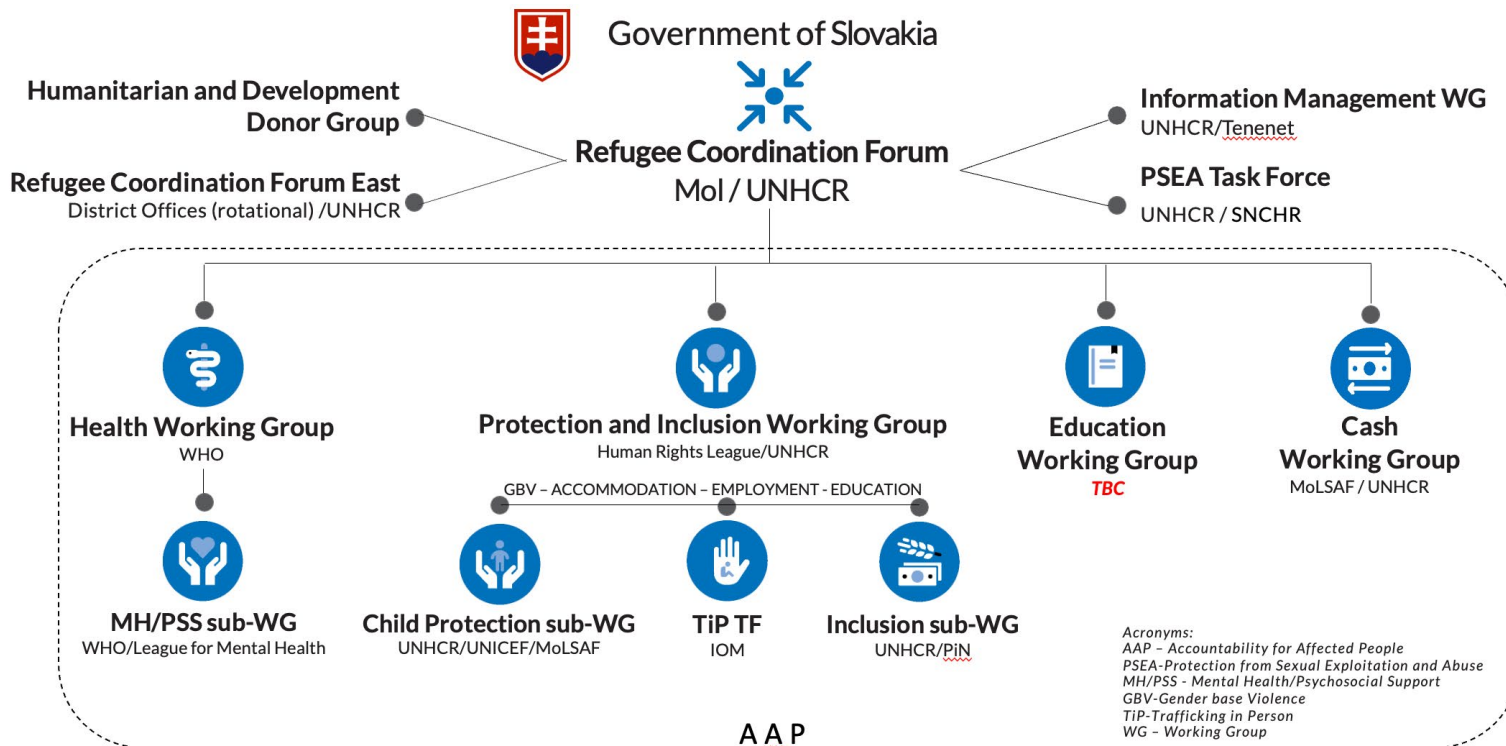 Government of Slovakia
Humanitarian and Development
Donor Group
Refugee Coordination Forum East
District Offices (rotational) /UNHCR
Refugee Coordination Forum
MoI / UNHCR
Information Management WG
UNHCR/Tenenet
PSEA Task Force
UNHCR / SNCHR
Health Working Group
WHO
Protection and Inclusion Working Group
Human Rights League/UNHCR
Education
Working Group
TBC
Cash
Working Group
MoLSAF / UNHCR
GBV – ACCOMMODATION – EMPLOYMENT - EDUCATION
MH/PSS sub-WG
WHO/League for Mental Health
Child Protection sub-WG
UNHCR/UNICEF/MoLSAF
TiP TF
IOM
Inclusion sub-WG
UNHCR/PiN
Acronyms:
AAP – Accountability for Affected People
PSEA-Protection from Sexual Exploitation and Abuse
MH/PSS - Mental Health/Psychosocial Support
GBV-Gender base Violence
TiP-Trafficking in Person
WG – Working Group
A A P